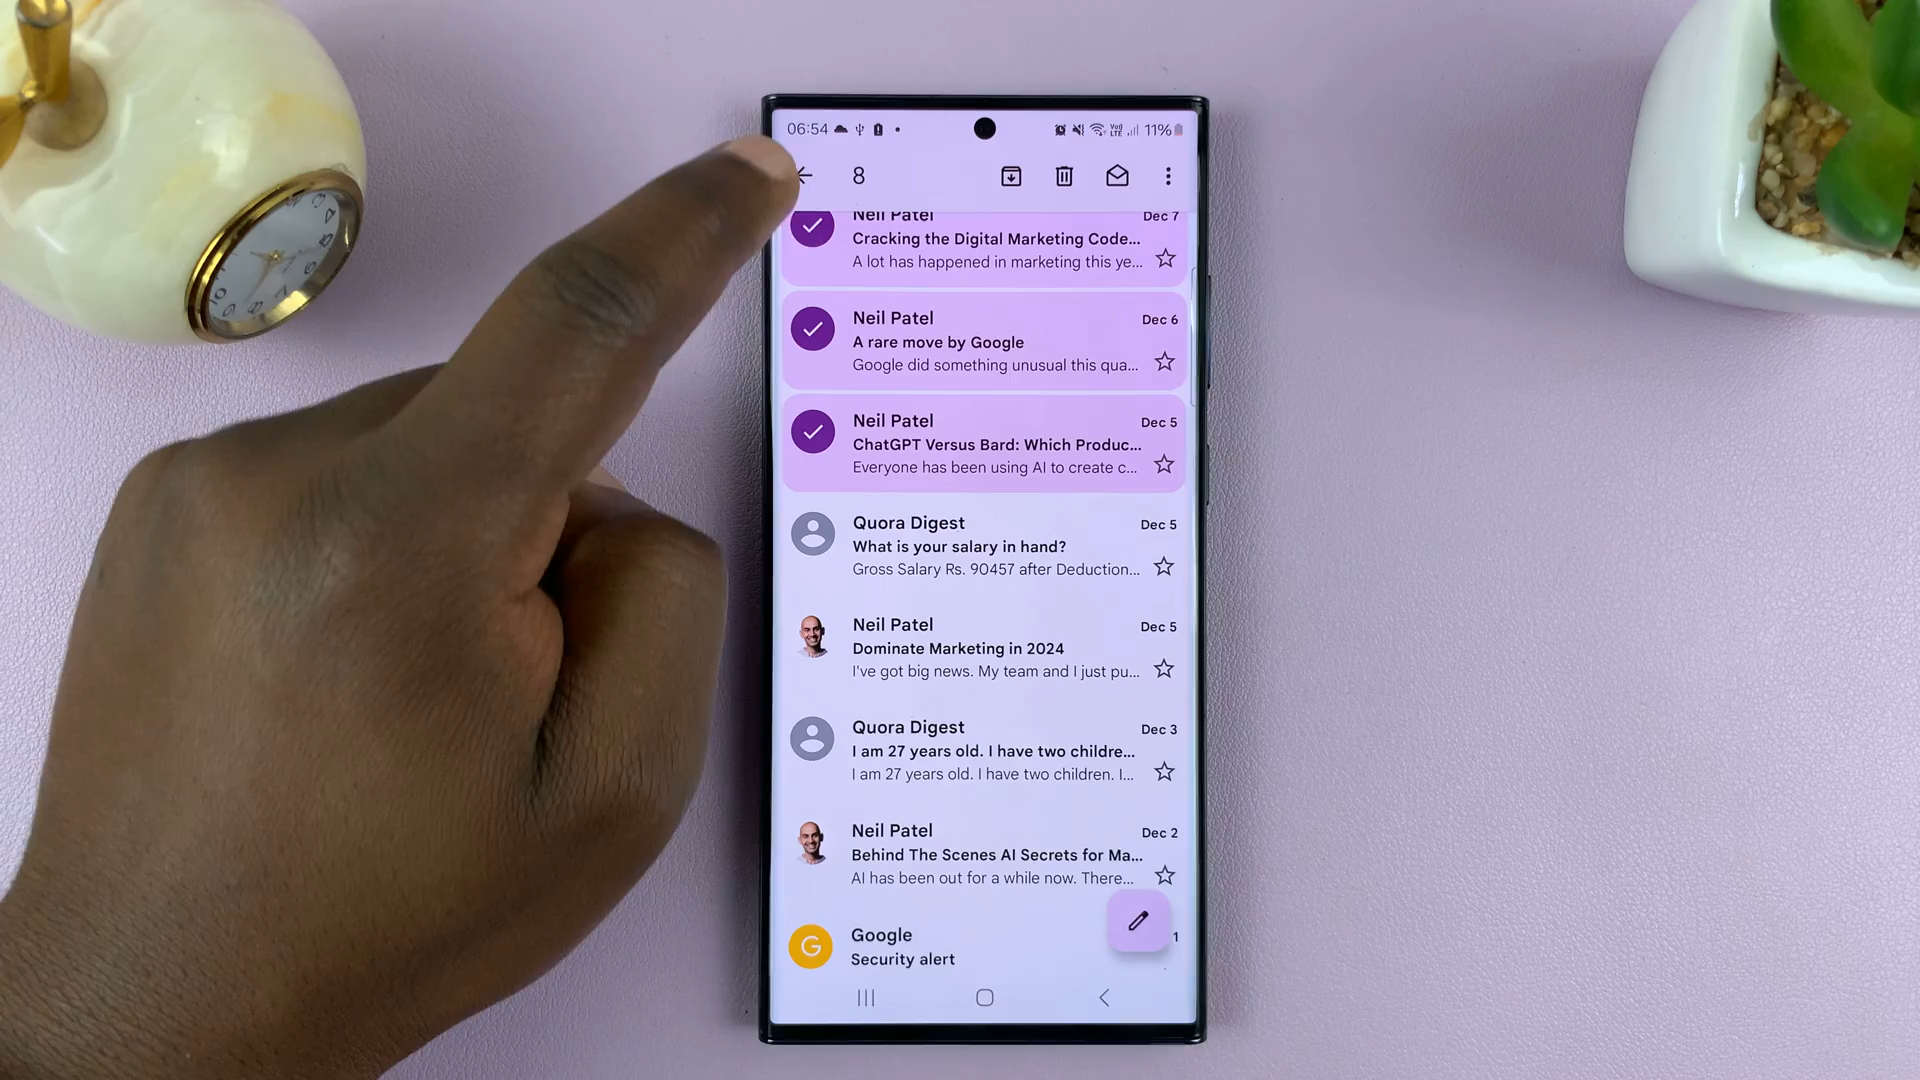 06:54 11%
8
Neil Patel Dec 7
Cracking the Digital Marketing Code...
A lot has happened in marketing this ye...
Neil Patel Dec 6
A rare move by Google
Google did something unusual this qua...
Neil Patel Dec 5
ChatGPT Versus Bard: Which Produc...
Everyone has been using AI to create c...
Quora Digest Dec 5
What is your salary in hand?
Gross Salary Rs. 90457 after Deduction...
Neil Patel Dec 5
Dominate Marketing in 2024
I've got big news. My team and I just pu...
Quora Digest Dec 3
I am 27 years old. I have two childre...
I am 27 years old. I have two children. I...
Neil Patel Dec 2
Behind The Scenes AI Secrets for Ma...
AI has been out for a while now. There...
G Google 1
Security alert